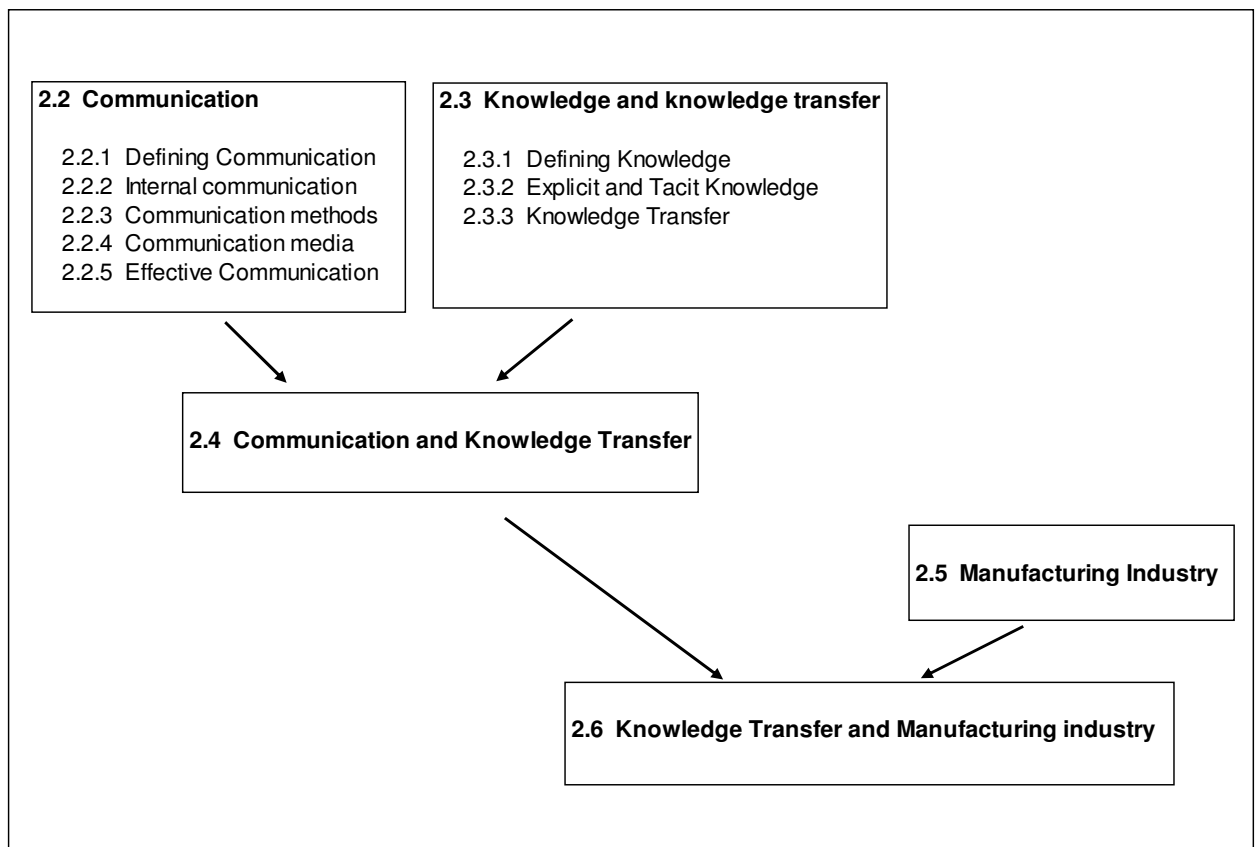 2.2 Communication
2.2.1 Defining Communication
2.2.2 Internal communication
2.2.3 Communication methods
2.2.4 Communication media
2.2.5 Effective Communication
2.3 Knowledge and knowledge transfer
2.3.1 Defining Knowledge
2.3.2 Explicit and Tacit Knowledge
2.3.3 Knowledge Transfer
2.4 Communication and Knowledge Transfer
2.5 Manufacturing Industry
2.6 Knowledge Transfer and Manufacturing industry